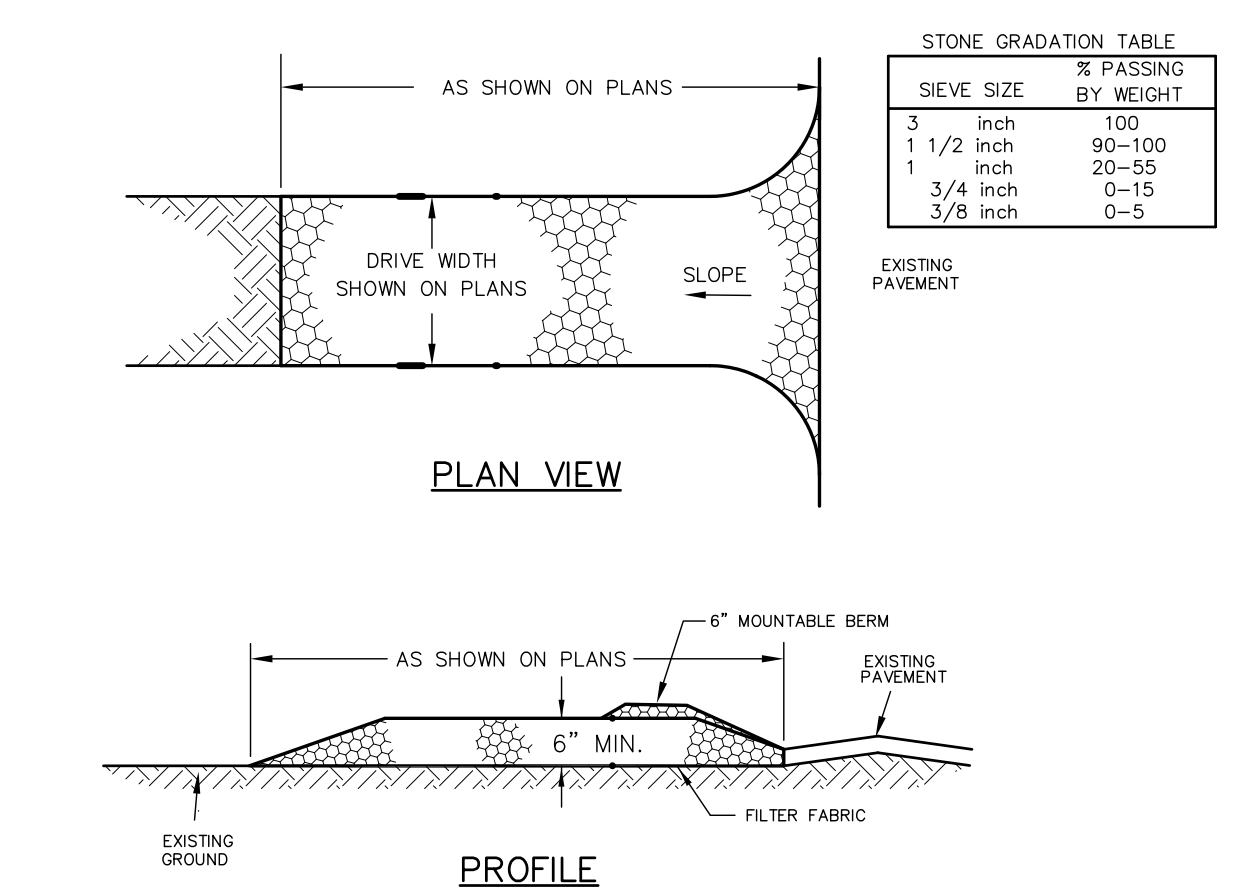 STONE GRADATION TABLE
SIEVE SIZE
% PASSING
BY WEIGHT
3 inch 100
1 1/2 inch 90–100
1 inch 20–55
3/4 inch 0–15
3/8 inch 0–5
AS SHOWN ON PLANS
DRIVE WIDTH
SHOWN ON PLANS
SLOPE
EXISTING
PAVEMENT
PLAN VIEW
6” MOUNTABLE BERM
AS SHOWN ON PLANS
EXISTING
PAVEMENT
6” MIN.
FILTER FABRIC
EXISTING
GROUND
PROFILE